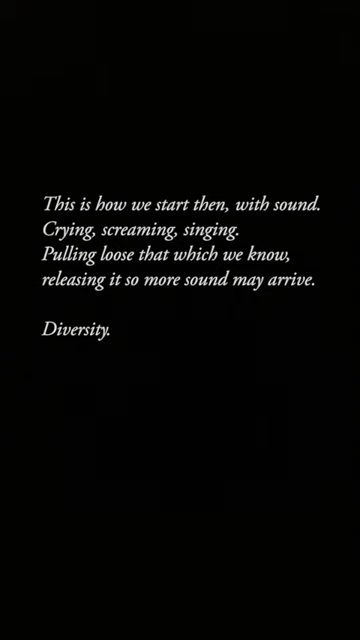 This is how we start then, with sound.
Crying, screaming, singing.
Pulling loose that which we know,
releasing it so more sound may arrive.
Diversity.